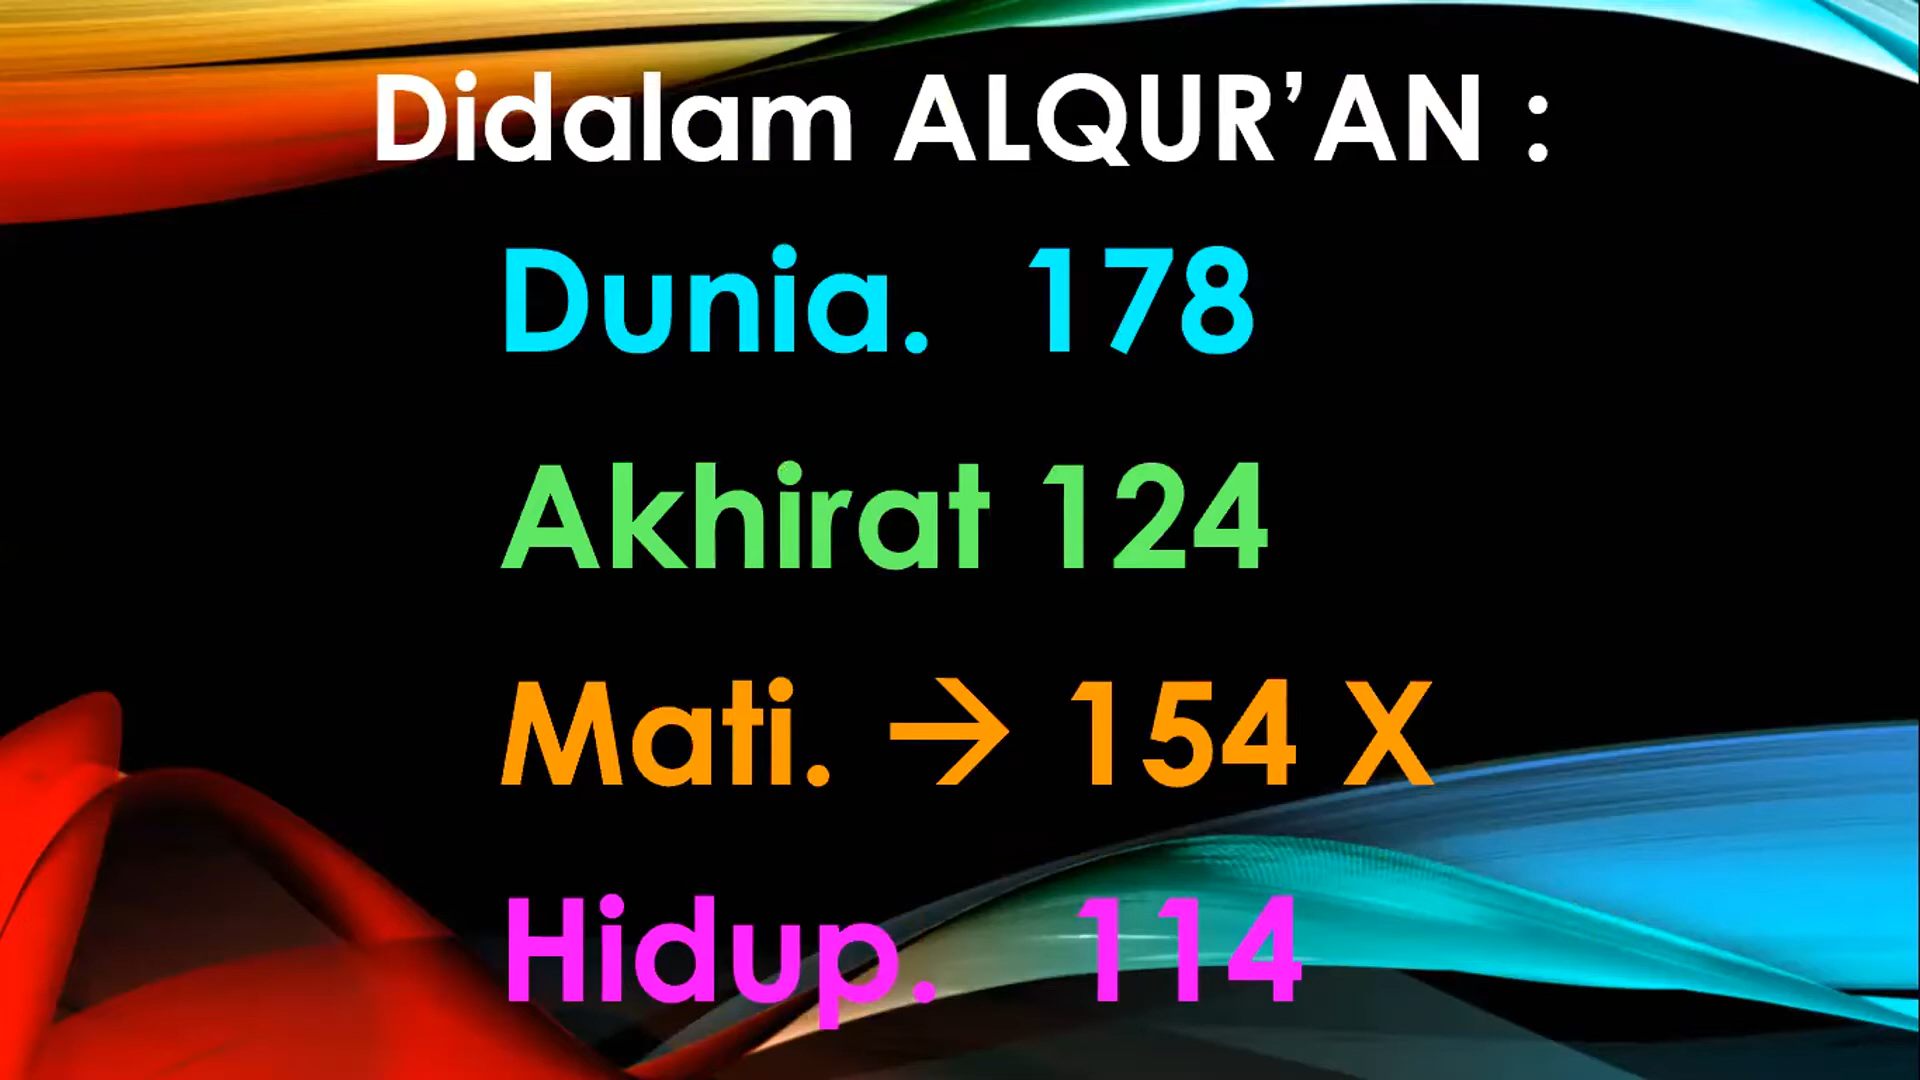 Didalam ALQUR’AN :
Dunia. 178
Akhirat 124
Mati. → 154 X
Hidup. 114